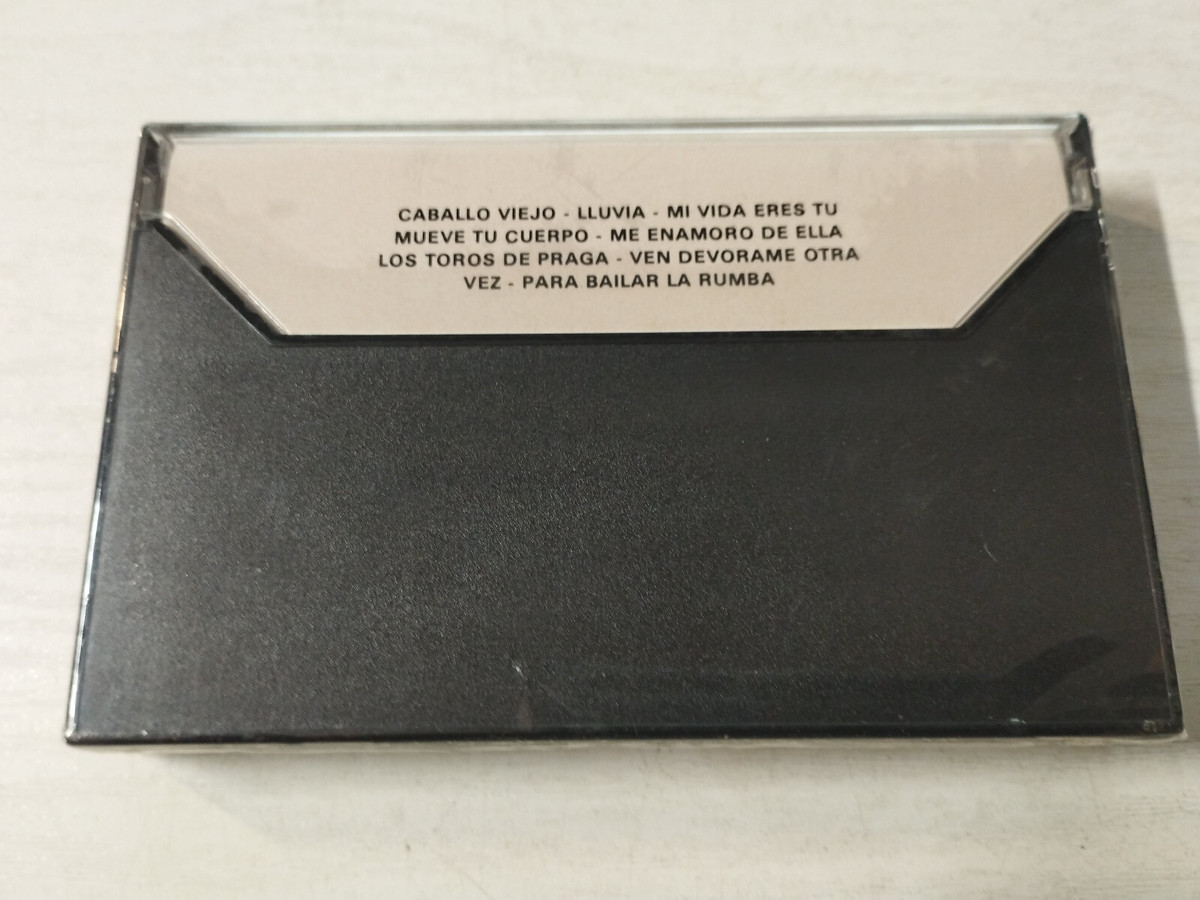 CABALLO VIEJO - LLUVIA - MI VIDA ERES TU
MUEVE TU CUERPO - ME ENAMORO DE ELLA
LOS TOROS DE PRAGA - VEN DEVORAME OTRA
VEZ - PARA BAILAR LA RUMBA